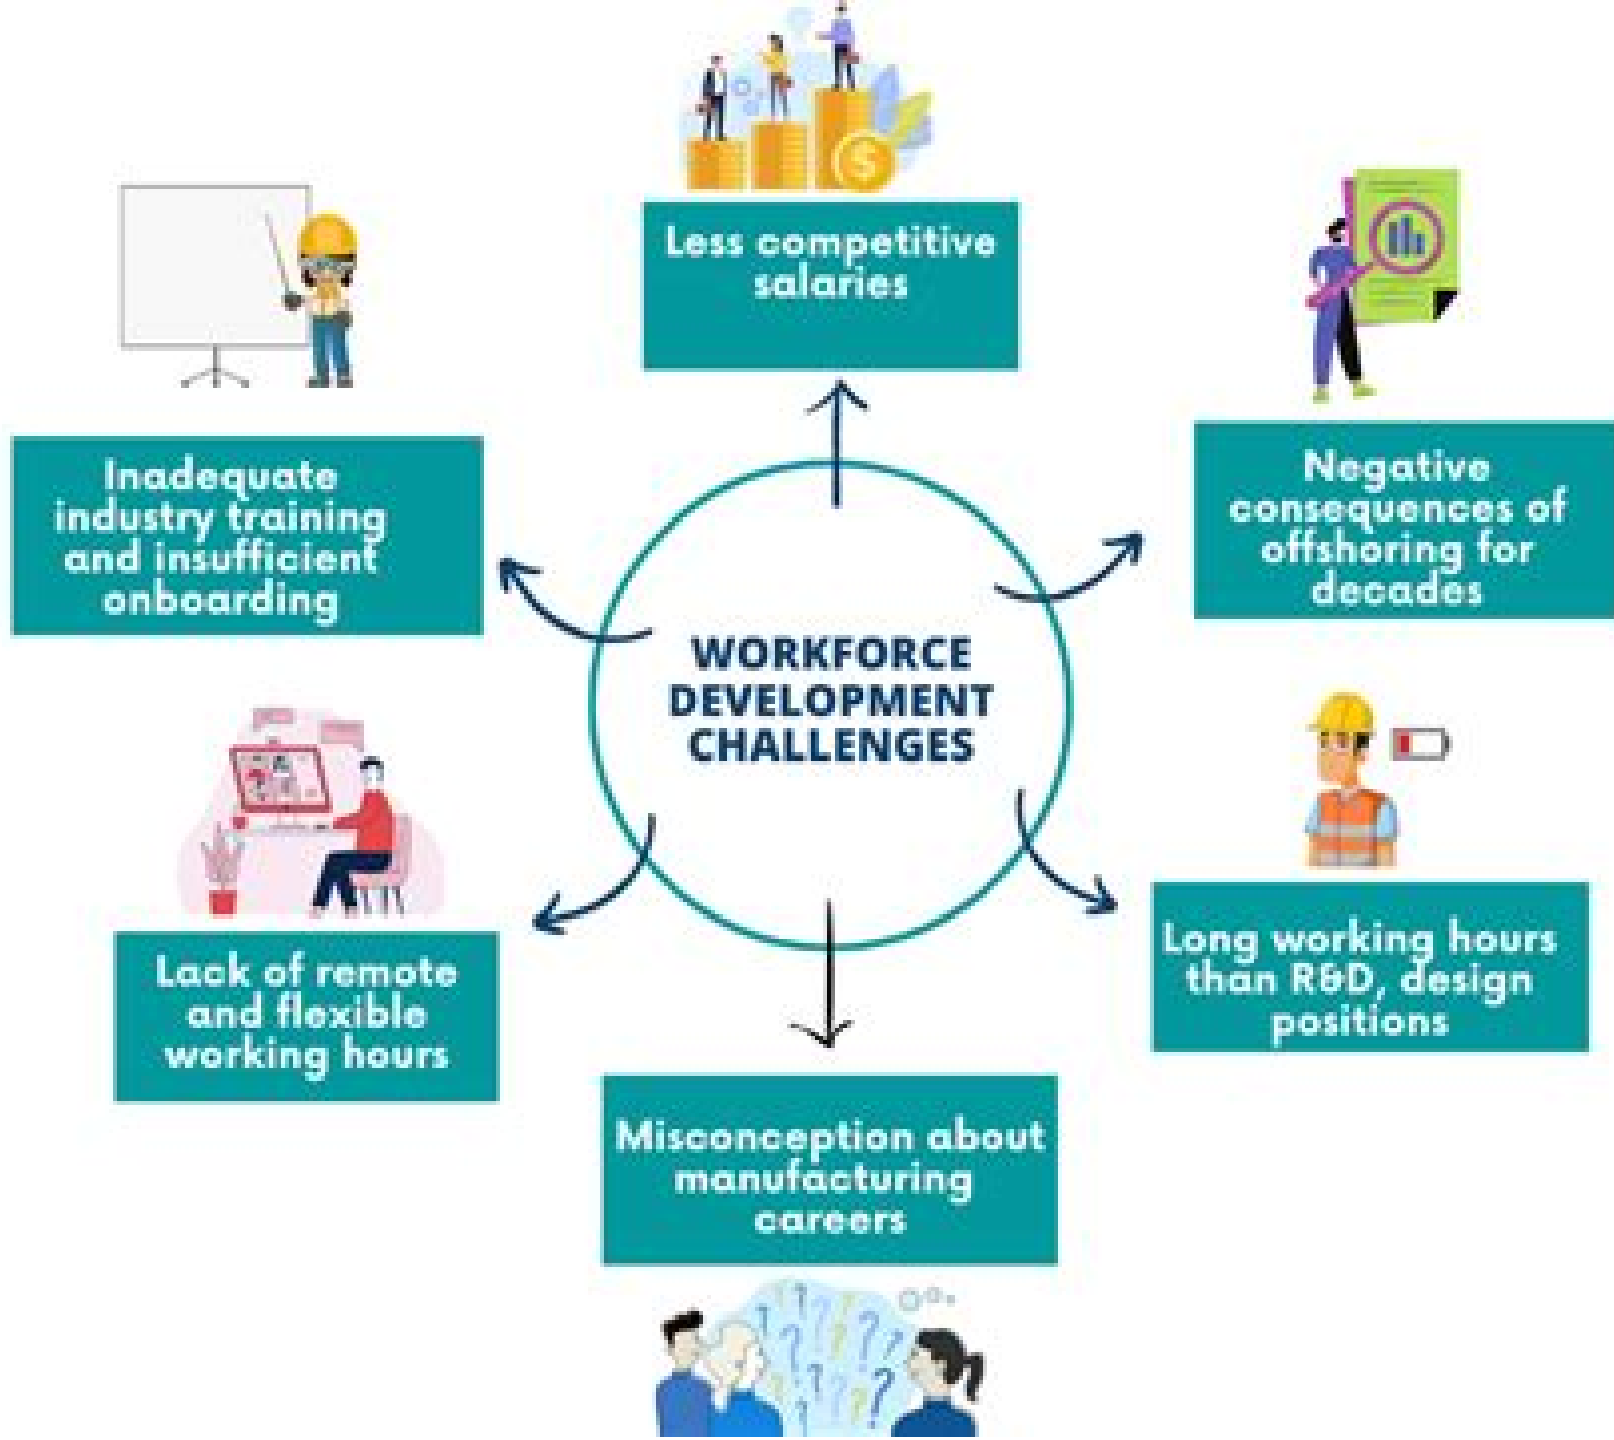 Less competitive
salaries
Inadequate
industry training
and insufficient
onboarding
Negative
consequences of
offshoring for
decades
WORKFORCE
DEVELOPMENT
CHALLENGES
Lack of remote
and flexible
working hours
Long working hours
than R&D, design
positions
Misconception about
manufacturing
careers